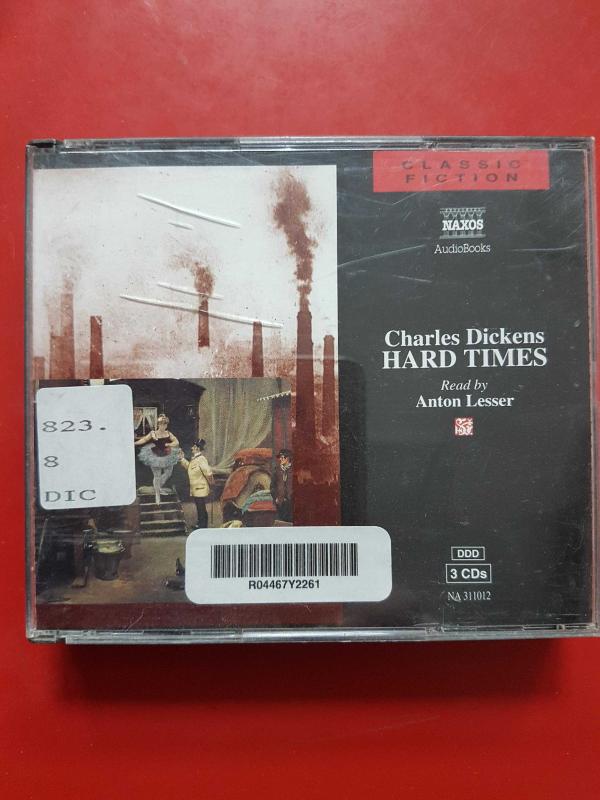 CLASSIC
FICTION
NAXOS
AudioBooks
Charles Dickens
HARD TIMES
Read by
Anton Lesser
823.
8
DIC
R04467Y2261
DDD
3 CDs
NA 311012